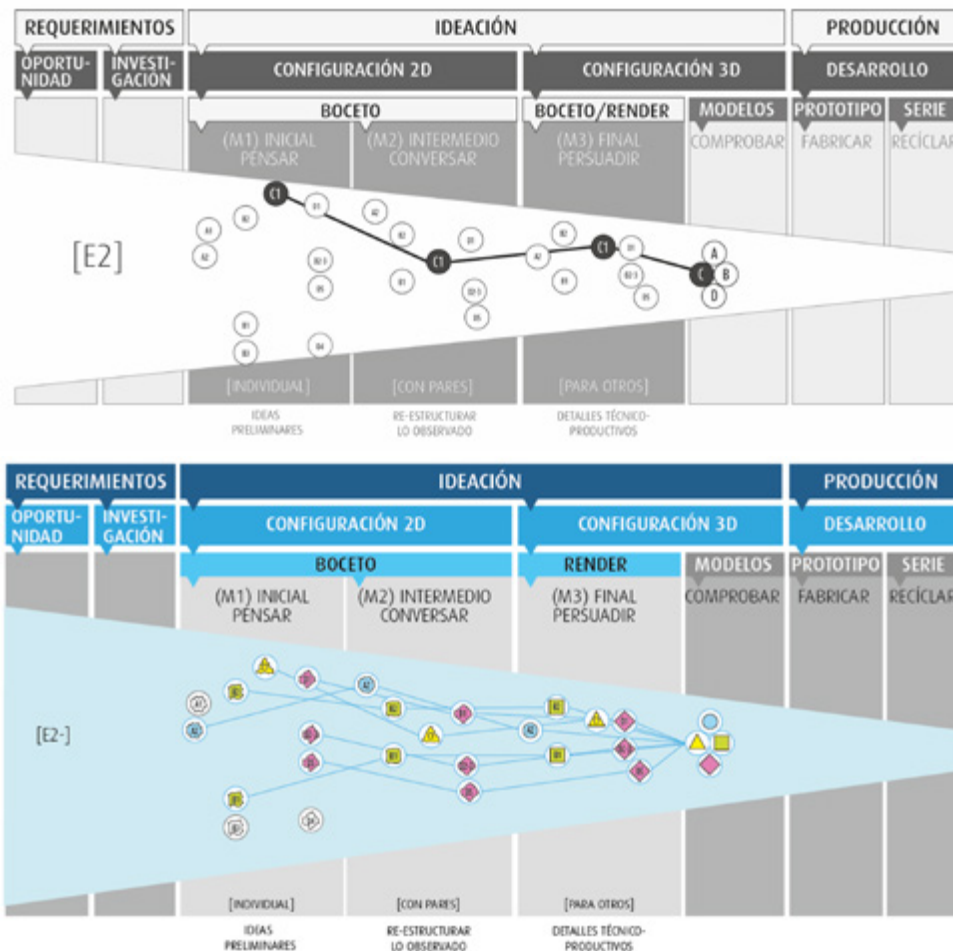 REQUERIMIENTOS
IDEACIÓN
PRODUCCIÓN
OPORTU-
NIDAD
INVESTI-
GACIÓN
CONFIGURACIÓN 2D
CONFIGURACIÓN 3D
DESARROLLO
BOCETO
BOCETO/RENDER
MODELOS
PROTOTIPO
SERIE
(M1) INICIAL
PENSAR
(M2) INTERMEDIO
CONVERSAR
(M3) FINAL
PERSUADIR
COMPROBAR
FABRICAR
RECÍCLAR
[E2]
C1
C1
C1
C
A
B
D
[INDIVIDUAL]
[CON PARES]
[PARA OTROS]
IDEAS
PRELIMINARES
RE-ESTRUCTURAR
LO OBSERVADO
DETALLES TÉCNICO-
PRODUCTIVOS
REQUERIMIENTOS
IDEACIÓN
PRODUCCIÓN
OPORTU-
NIDAD
INVESTI-
GACIÓN
CONFIGURACIÓN 2D
CONFIGURACIÓN 3D
DESARROLLO
BOCETO
RENDER
MODELOS
PROTOTIPO
SERIE
(M1) INICIAL
PENSAR
(M2) INTERMEDIO
CONVERSAR
(M3) FINAL
PERSUADIR
COMPROBAR
FABRICAR
RECÍCLAR
[E2-]
[INDIVIDUAL]
[CON PARES]
[PARA OTROS]
IDEAS
PRELIMINARES
RE-ESTRUCTURAR
LO OBSERVADO
DETALLES TÉCNICO-
PRODUCTIVOS